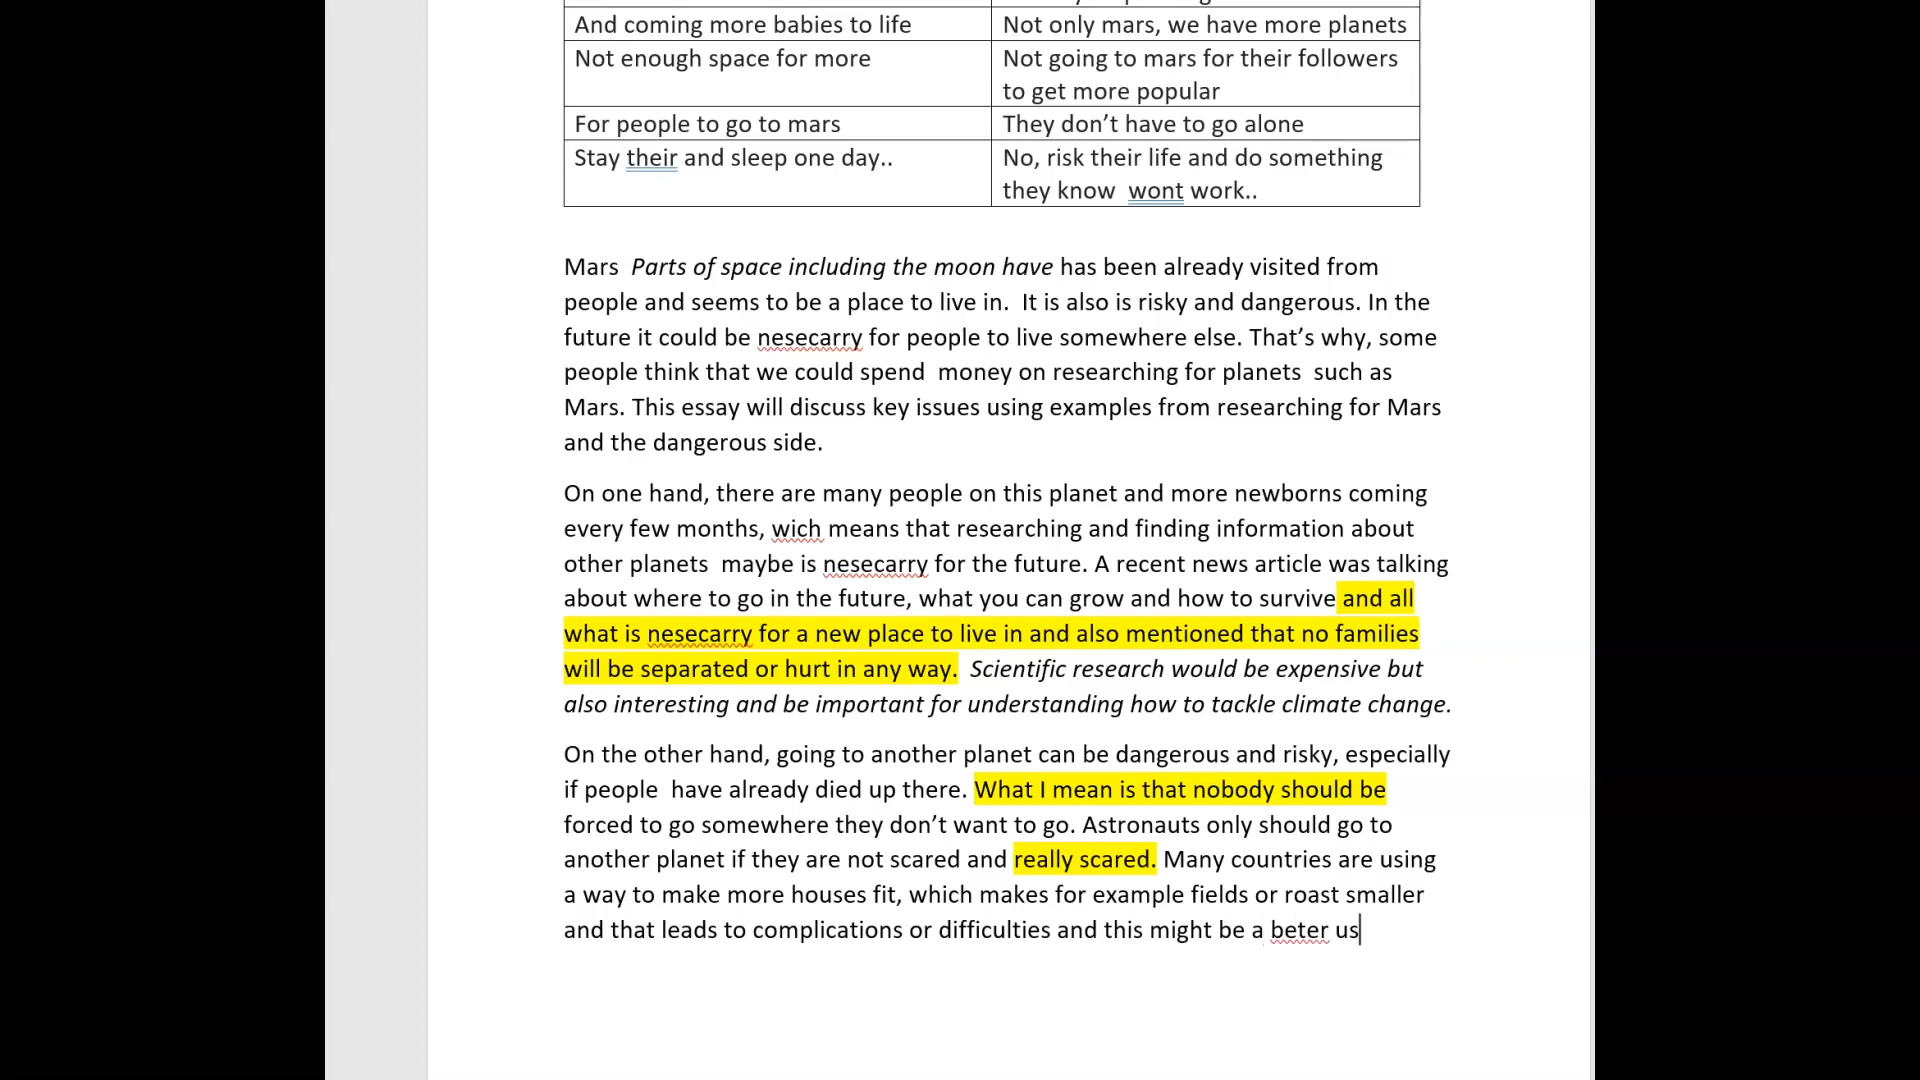 And coming more babies to life
Not only mars, we have more planets
Not enough space for more
Not going to mars for their followers
to get more popular
For people to go to mars
They don’t have to go alone
Stay their and sleep one day..
No, risk their life and do something
they know  wont work..
Mars  Parts of space including the moon have has been already visited from
people and seems to be a place to live in.  It is also is risky and dangerous. In the
future it could be nesecarry for people to live somewhere else. That’s why, some
people think that we could spend  money on researching for planets  such as
Mars. This essay will discuss key issues using examples from researching for Mars
and the dangerous side.
On one hand, there are many people on this planet and more newborns coming
every few months, wich means that researching and finding information about
other planets  maybe is nesecarry for the future. A recent news article was talking
about where to go in the future, what you can grow and how to survive and all
what is nesecarry for a new place to live in and also mentioned that no families
will be separated or hurt in any way.  Scientific research would be expensive but
also interesting and be important for understanding how to tackle climate change.
On the other hand, going to another planet can be dangerous and risky, especially
if people  have already died up there. What I mean is that nobody should be
forced to go somewhere they don’t want to go. Astronauts only should go to
another planet if they are not scared and really scared. Many countries are using
a way to make more houses fit, which makes for example fields or roast smaller
and that leads to complications or difficulties and this might be a beter us